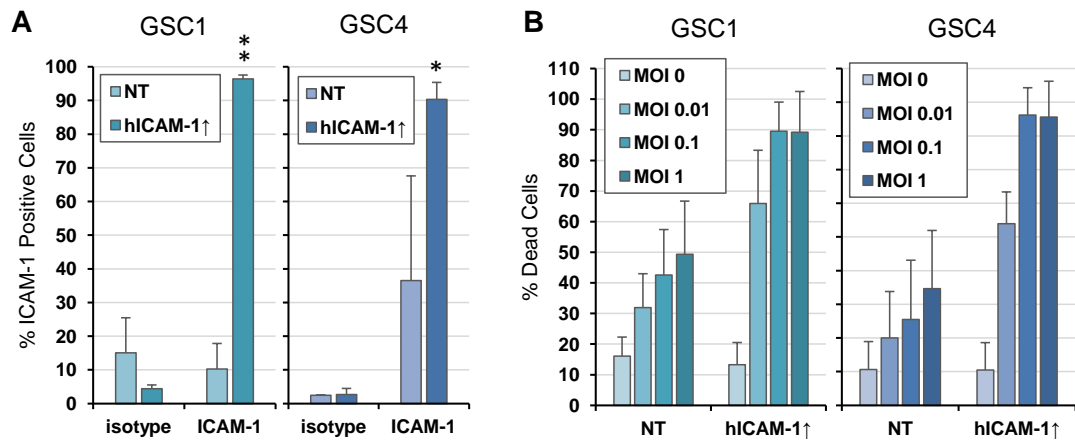 A
GSC1
GSC4
**
*
% ICAM-1 Positive Cells
100
90
80
70
60
50
40
30
20
10
0
NT
hICAM-1↑
NT
hICAM-1↑
isotype
ICAM-1
isotype
ICAM-1
B
GSC1
GSC4
% Dead Cells
110
100
90
80
70
60
50
40
30
20
10
0
MOI 0
MOI 0.01
MOI 0.1
MOI 1
MOI 0
MOI 0.01
MOI 0.1
MOI 1
NT
hICAM-1↑
NT
hICAM-1↑